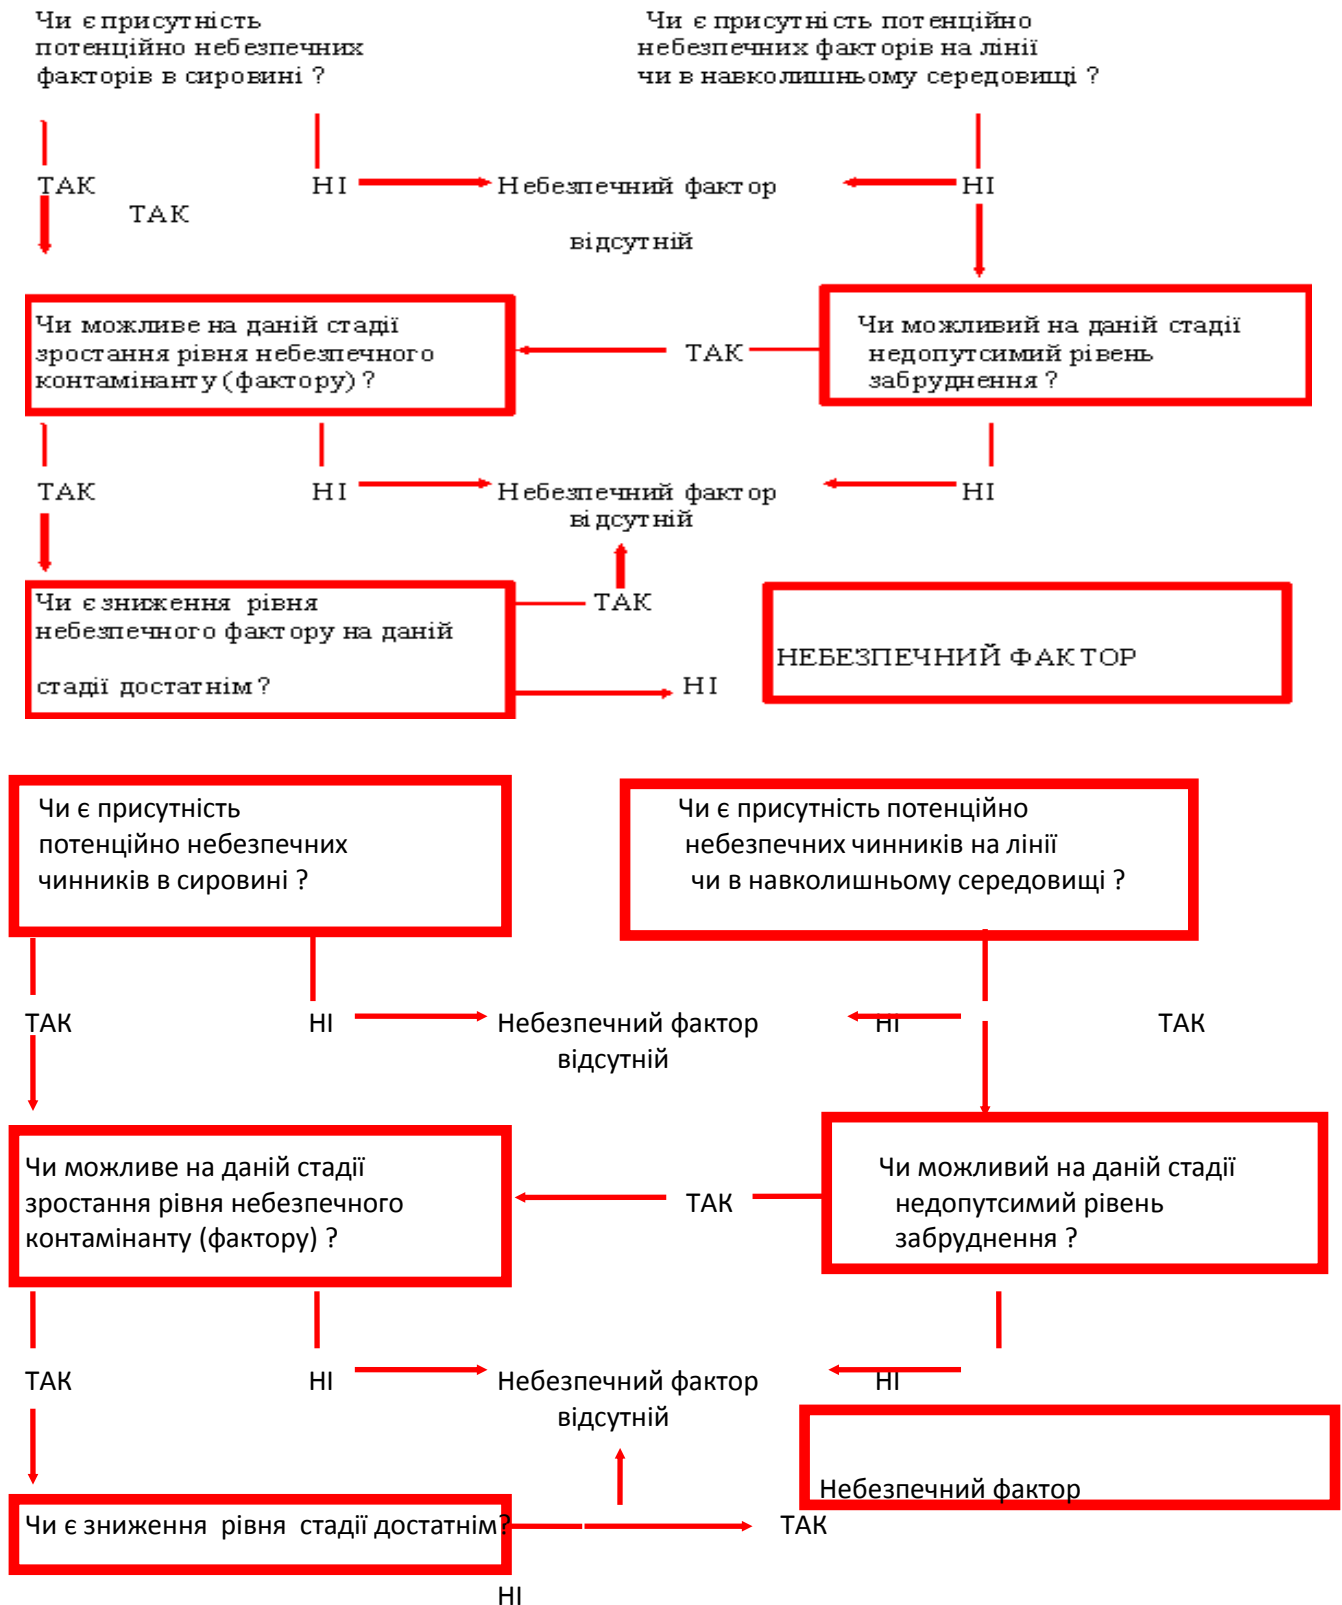 Чи є присутність
потенційно небезпечних
факторів в сировині ?
Чи є присутність потенційно
небезпечних факторів на лінії
чи в навколишньому середовищі ?
ТАК
НІ
Небезпечний фактор
НІ
ТАК
відсутній
Чи можливе на даній стадії
зростання рівня небезпечного
контамінанту (фактору) ?
ТАК
Чи можливий на даній стадії
недопутсимий рівень
забруднення ?
ТАК
НІ
Небезпечний фактор
відсутній
НІ
Чи є зниження рівня
небезпечного фактору на даній
стадії достатнім ?
ТАК
НІ
НЕБЕЗПЕЧНИЙ ФАКТОР
Чи є присутність
потенційно небезпечних
чинників в сировині ?
Чи є присутність потенційно
небезпечних чинників на лінії
чи в навколишньому середовищі ?
ТАК
НІ
Небезпечний фактор
відсутній
НІ
ТАК
Чи можливе на даній стадії
зростання рівня небезпечного
контамінанту (фактору) ?
ТАК
Чи можливий на даній стадії
недопутсимий рівень
забруднення ?
ТАК
НІ
Небезпечний фактор
відсутній
НІ
Небезпечний фактор
Чи є зниження рівня стадії достатнім?
ТАК
НІ